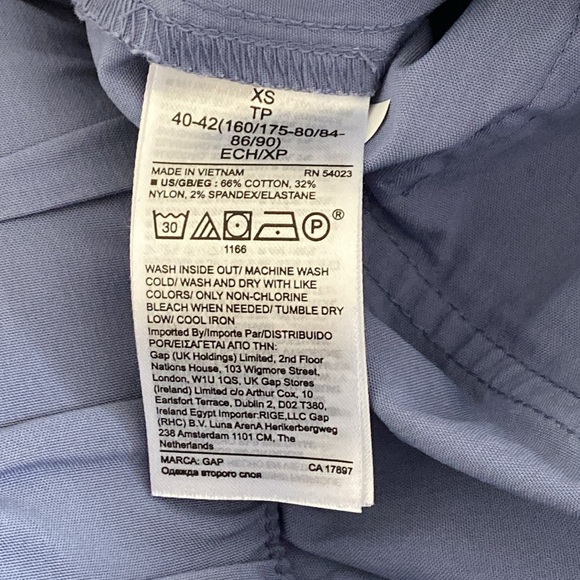 XS
TP
40-42(160/175-80/84-
86/90)
ECH/XP
MADE IN VIETNAM RN 54023
■ US/GB/EG : 66% COTTON, 32%
NYLON, 2% SPANDEX/ELASTANE
30 P ®
1166
WASH INSIDE OUT/ MACHINE WASH
COLD/ WASH AND DRY WITH LIKE
COLORS/ ONLY NON-CHLORINE
BLEACH WHEN NEEDED/ TUMBLE DRY
LOW/ COOL IRON
Imported By/Importe Par/DISTRIBUIDO
POR/ΕΙΣΑΓΕΤΑΙ ΑΠΟ ΤΗΝ:
Gap (UK Holdings) Limited, 2nd Floor
Nations House, 103 Wigmore Street,
London, W1U 1QS, UK Gap Stores
(Ireland) Limited c/o Arthur Cox, 10
Earlsfort Terrace, Dublin 2, D02 T380,
Ireland Egypt Importer:RIGE,LLC Gap
(RHC) B.V. Luna ArenA Herikerbergweg
238 Amsterdam 1101 CM, The
Netherlands
MARCA: GAP CA 17897
Одежда второго слоя